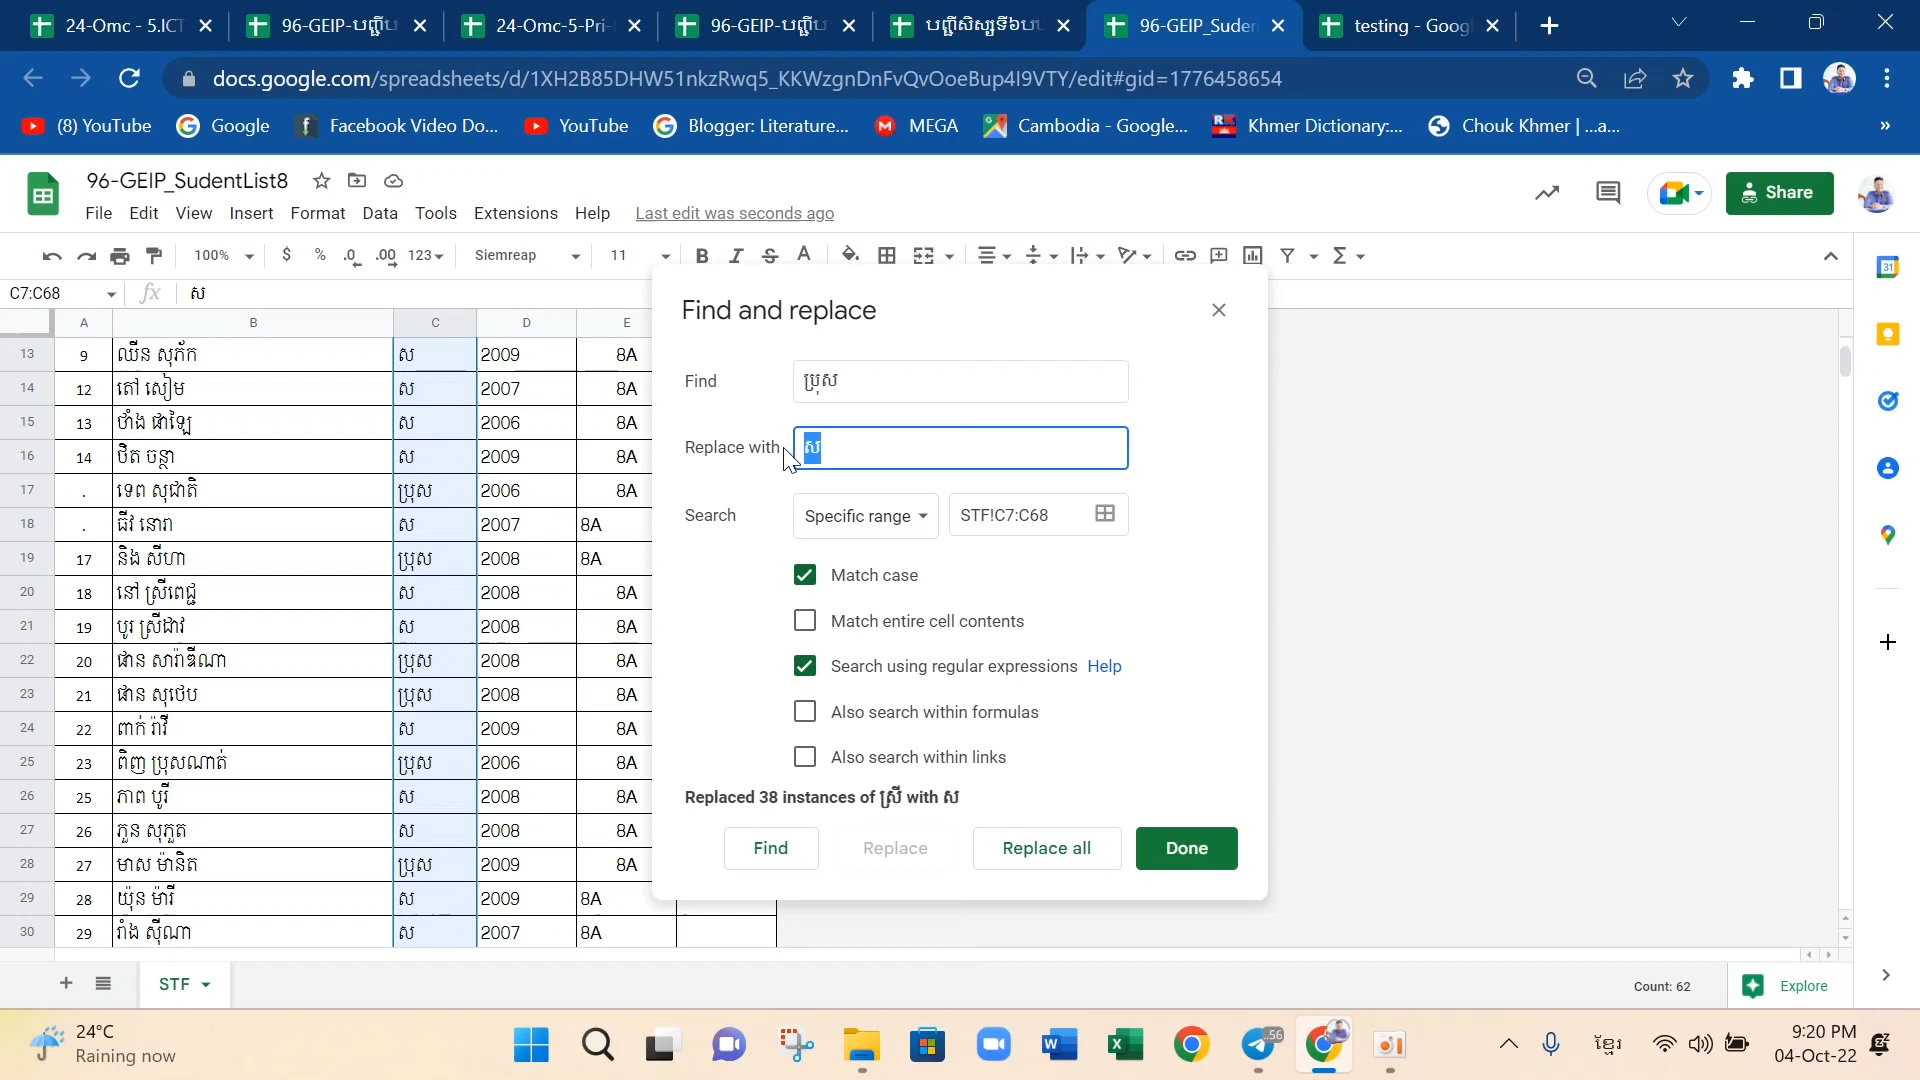 24-Omc - 5.ICT
96-GEIP-បញ្ជីប
24-Omc-5-Pri-
96-GEIP-បញ្ជីប
បញ្ជីសិស្សទី៦ប
96-GEIP_Suden
testing - Goog
docs.google.com/spreadsheets/d/1XH2B85DHW51nkzRwq5_KKWzgnDnFvQvOoeBup4I9VTY/edit#gid=1776458654
(8) YouTube
Google
Facebook Video Do...
YouTube
Blogger: Literature...
MEGA
Cambodia - Google...
Khmer Dictionary:...
Chouk Khmer | ...a...
»
96-GEIP_SudentList8
File Edit View Insert Format Data Tools Extensions Help Last edit was seconds ago
Share
100% $ % .0 .00 123 Siemreap 11 B I S A
C7:C68 fx ស
A B C D E
13 9 ឈីន សុភ័ក ស 2009 8A
14 12 តៅ សៀម ស 2007 8A
15 13 ថាំង ផាឡៃ ស 2006 8A
16 14 ថិត ចន្ថា ស 2009 8A
17 . ទេព សុជាតិ ប្រុស 2006 8A
18 . ធីវ នោរា ស 2007 8A
19 17 និង សីហា ប្រុស 2008 8A
20 18 នៅ ស្រីពេជ្ជ ស 2008 8A
21 19 បូរ ស្រីដាវ ស 2008 8A
22 20 ផាន សារ៉ាឌីណា ប្រុស 2008 8A
23 21 ផាន សុថេប ប្រុស 2008 8A
24 22 ពាក់ រ៉ាវី ស 2009 8A
25 23 ពិញ ប្រុសណាត់ ប្រុស 2006 8A
26 25 ភាព បូរី ស 2008 8A
27 26 ភួន សុភួត ស 2008 8A
28 27 មាស ម៉ានិត ប្រុស 2009 8A
29 28 យ៉ុន ម៉ារី ស 2009 8A
30 29 រាំង ស៊ីណា ស 2007 8A
Find and replace
Find ប្រុស
Replace with ស
Search Specific range STF!C7:C68
Match case
Match entire cell contents
Search using regular expressions Help
Also search within formulas
Also search within links
Replaced 38 instances of ស្រី with ស
Find Replace Replace all Done
STF
Count: 62
Explore
24°C
Raining now
56
ខ្មែរ
9:20 PM
04-Oct-22